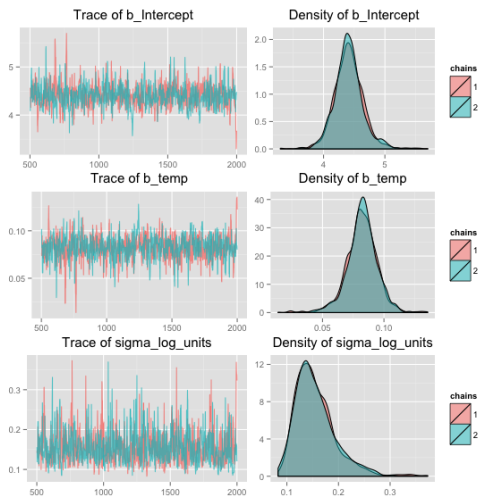 Trace of b_Intercept
Density of b_Intercept
5
4
500 1000 1500 2000
2.0
1.5
1.0
0.5
0.0
4 5
chains
1
2
Trace of b_temp
Density of b_temp
0.10
0.05
500 1000 1500 2000
40
30
20
10
0
0.05 0.10
chains
1
2
Trace of sigma_log_units
Density of sigma_log_units
0.3
0.2
0.1
500 1000 1500 2000
12
8
4
0
0.1 0.2 0.3
chains
1
2